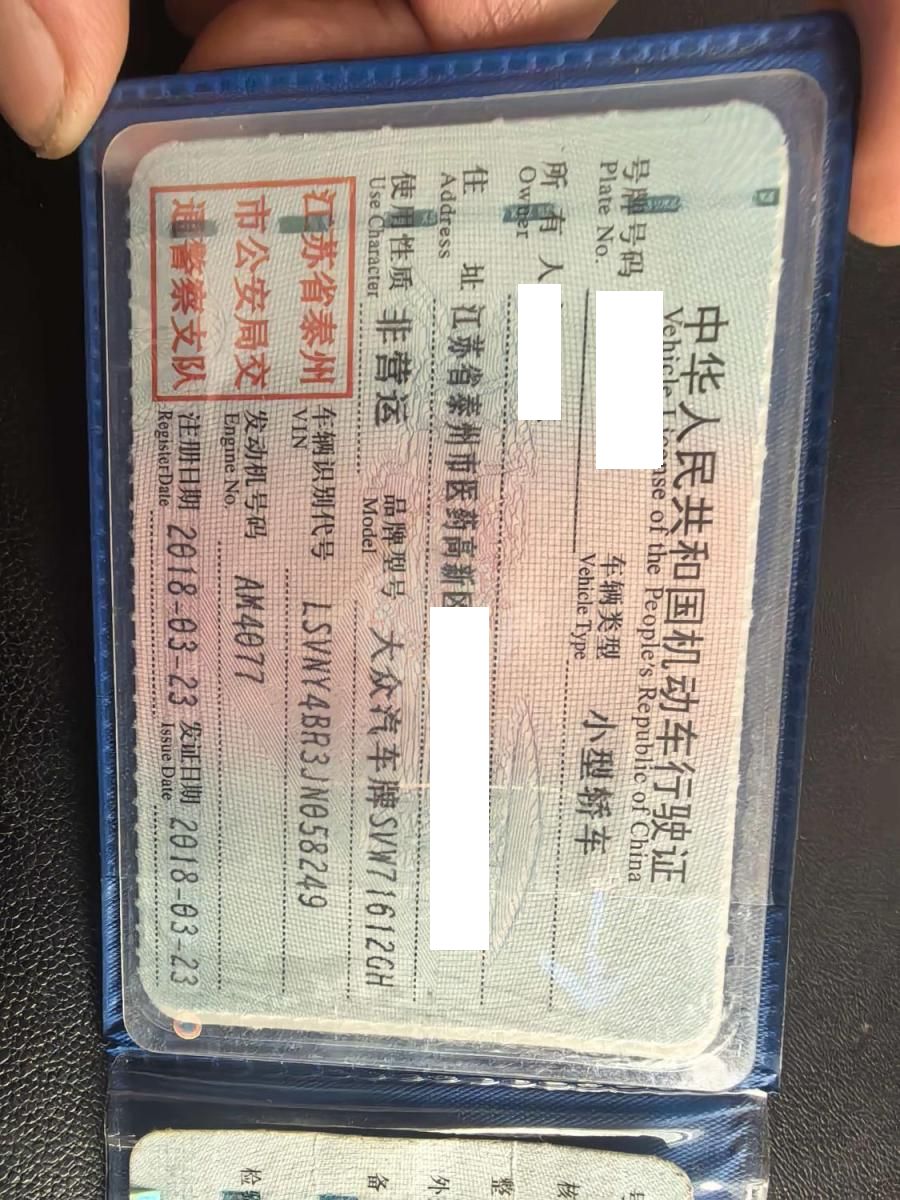 中华人民共和国机动车行驶证
Vehicle License of the People's Republic of China
号牌号码
Plate No.
车辆类型 小型轿车
Vehicle Type
所有人
Owner
住址 江苏省泰州市医药高新区
Address
使用性质 非营运 品牌型号 大众汽车牌SVW71612GH
Use Character Model
江苏省泰州
市公安局交
通警察支队
车辆识别代号 LSVNY4BR3JN058249
VIN
发动机号码 AM4077
Engine No.
注册日期 2018-03-23 发证日期 2018-03-23
Register Date Issue Date
号
核
整
外
备
检验